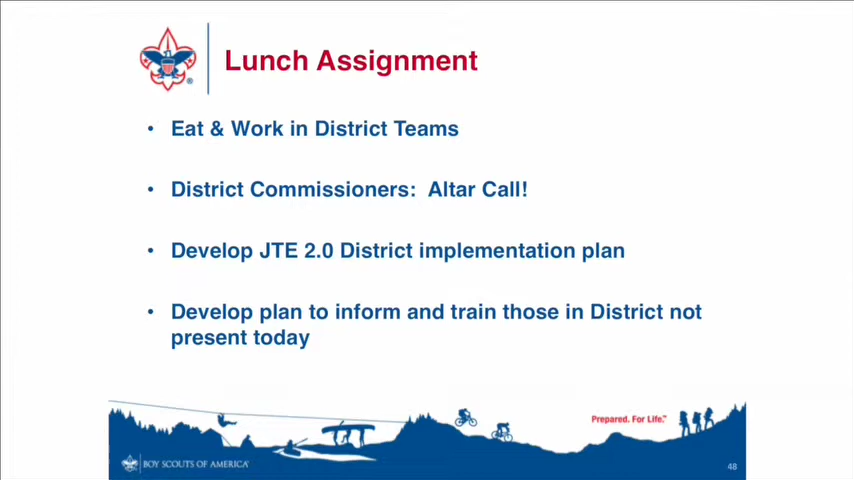 Lunch Assignment
• Eat & Work in District Teams
• District Commissioners: Altar Call!
• Develop JTE 2.0 District implementation plan
• Develop plan to inform and train those in District not
present today
Prepared. For Life.™
BOY SCOUTS OF AMERICA®
48